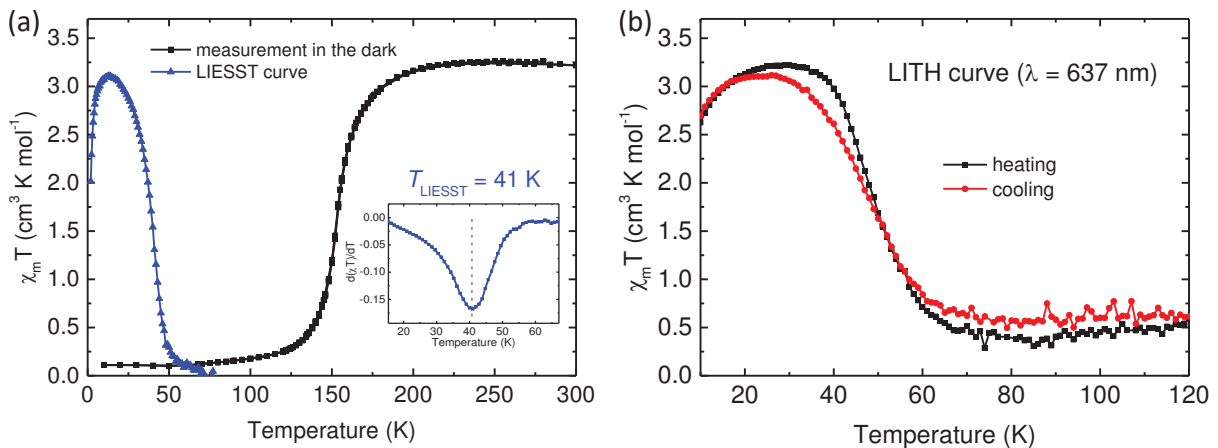 (a)
3.5
3.0
2.5
2.0
1.5
1.0
0.5
0.0
χₘT (cm³ K mol⁻¹)
measurement in the dark
LIESST curve
T_LIESST = 41 K
0.00
-0.05
-0.10
-0.15
d(χT)/dT
20 30 40 50 60
Temperature (K)
0 50 100 150 200 250 300
Temperature (K)
(b)
3.5
3.0
2.5
2.0
1.5
1.0
0.5
0.0
χₘT (cm³ K mol⁻¹)
LITH curve (λ = 637 nm)
heating
cooling
20 40 60 80 100 120
Temperature (K)